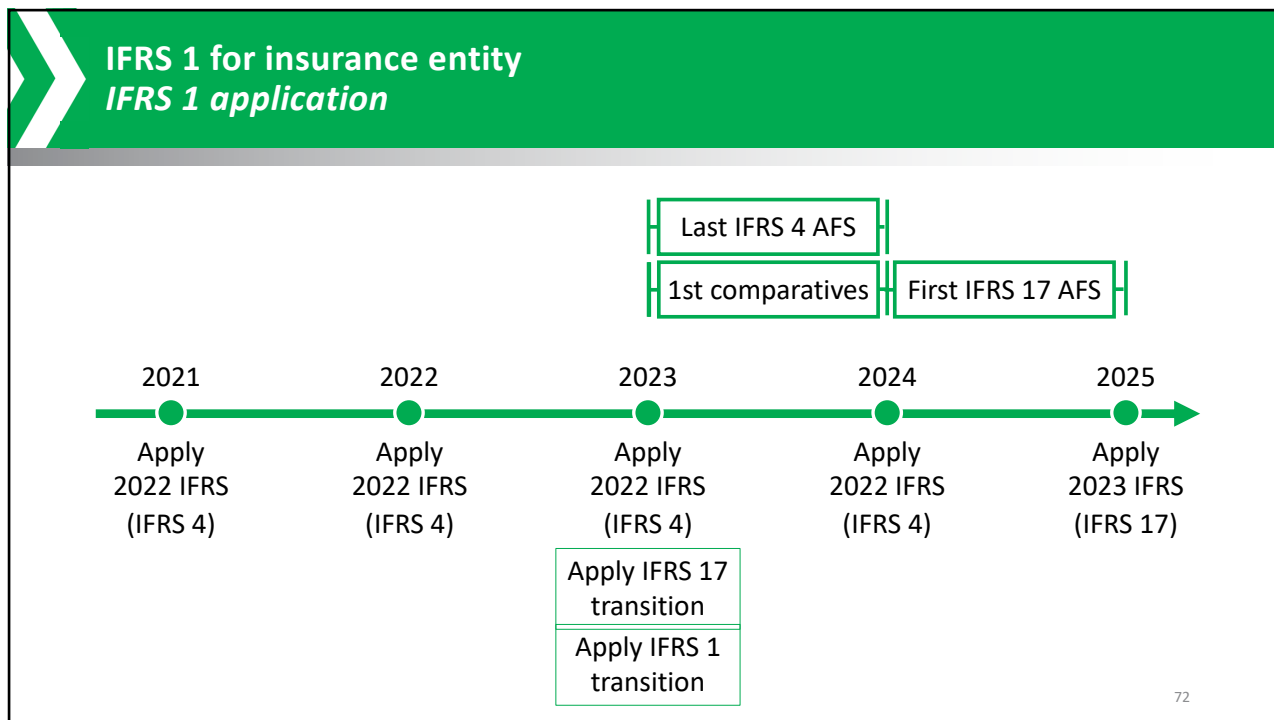 IFRS 1 for insurance entity
IFRS 1 application
Last IFRS 4 AFS
1st comparatives
First IFRS 17 AFS
2021
2022
2023
2024
2025
Apply
2022 IFRS
(IFRS 4)
Apply
2022 IFRS
(IFRS 4)
Apply
2022 IFRS
(IFRS 4)
Apply
2022 IFRS
(IFRS 4)
Apply
2023 IFRS
(IFRS 17)
Apply IFRS 17
transition
Apply IFRS 1
transition
72